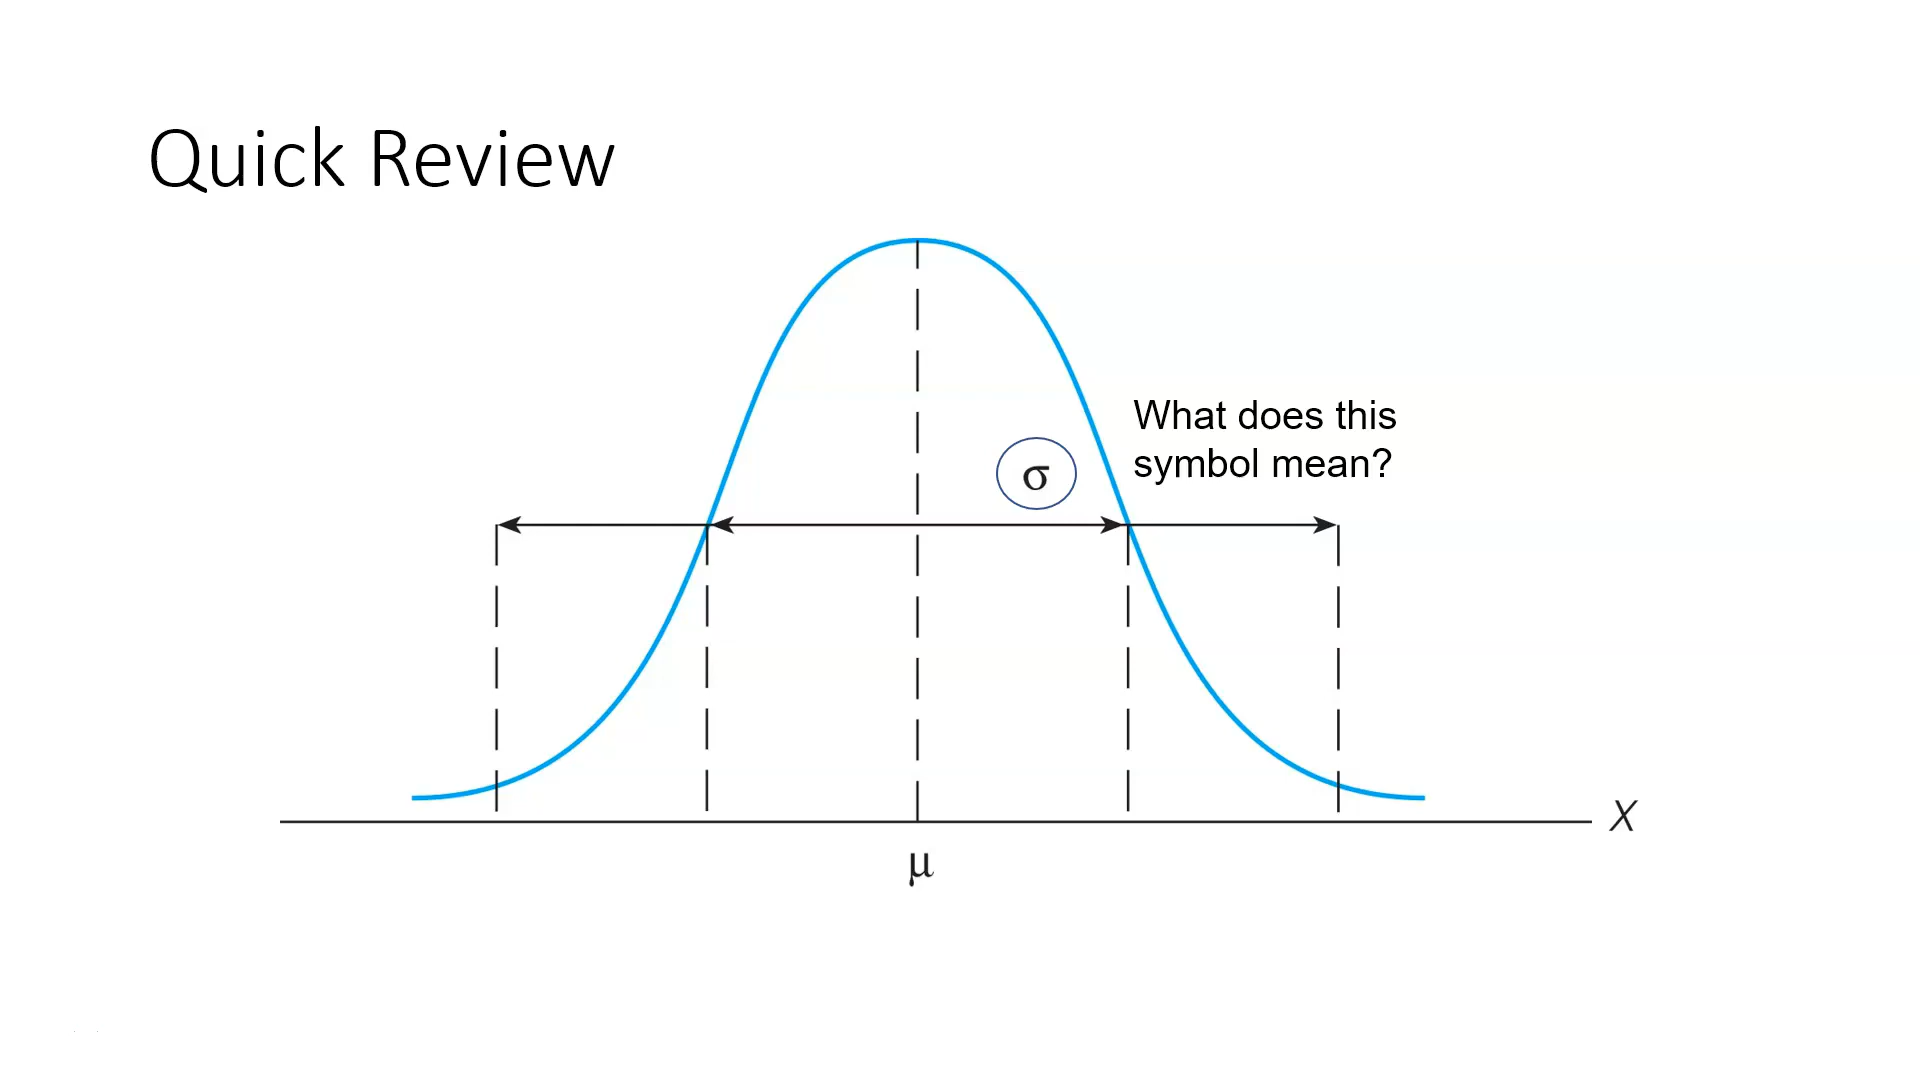 Quick Review
What does this
symbol mean?
σ
X
μ